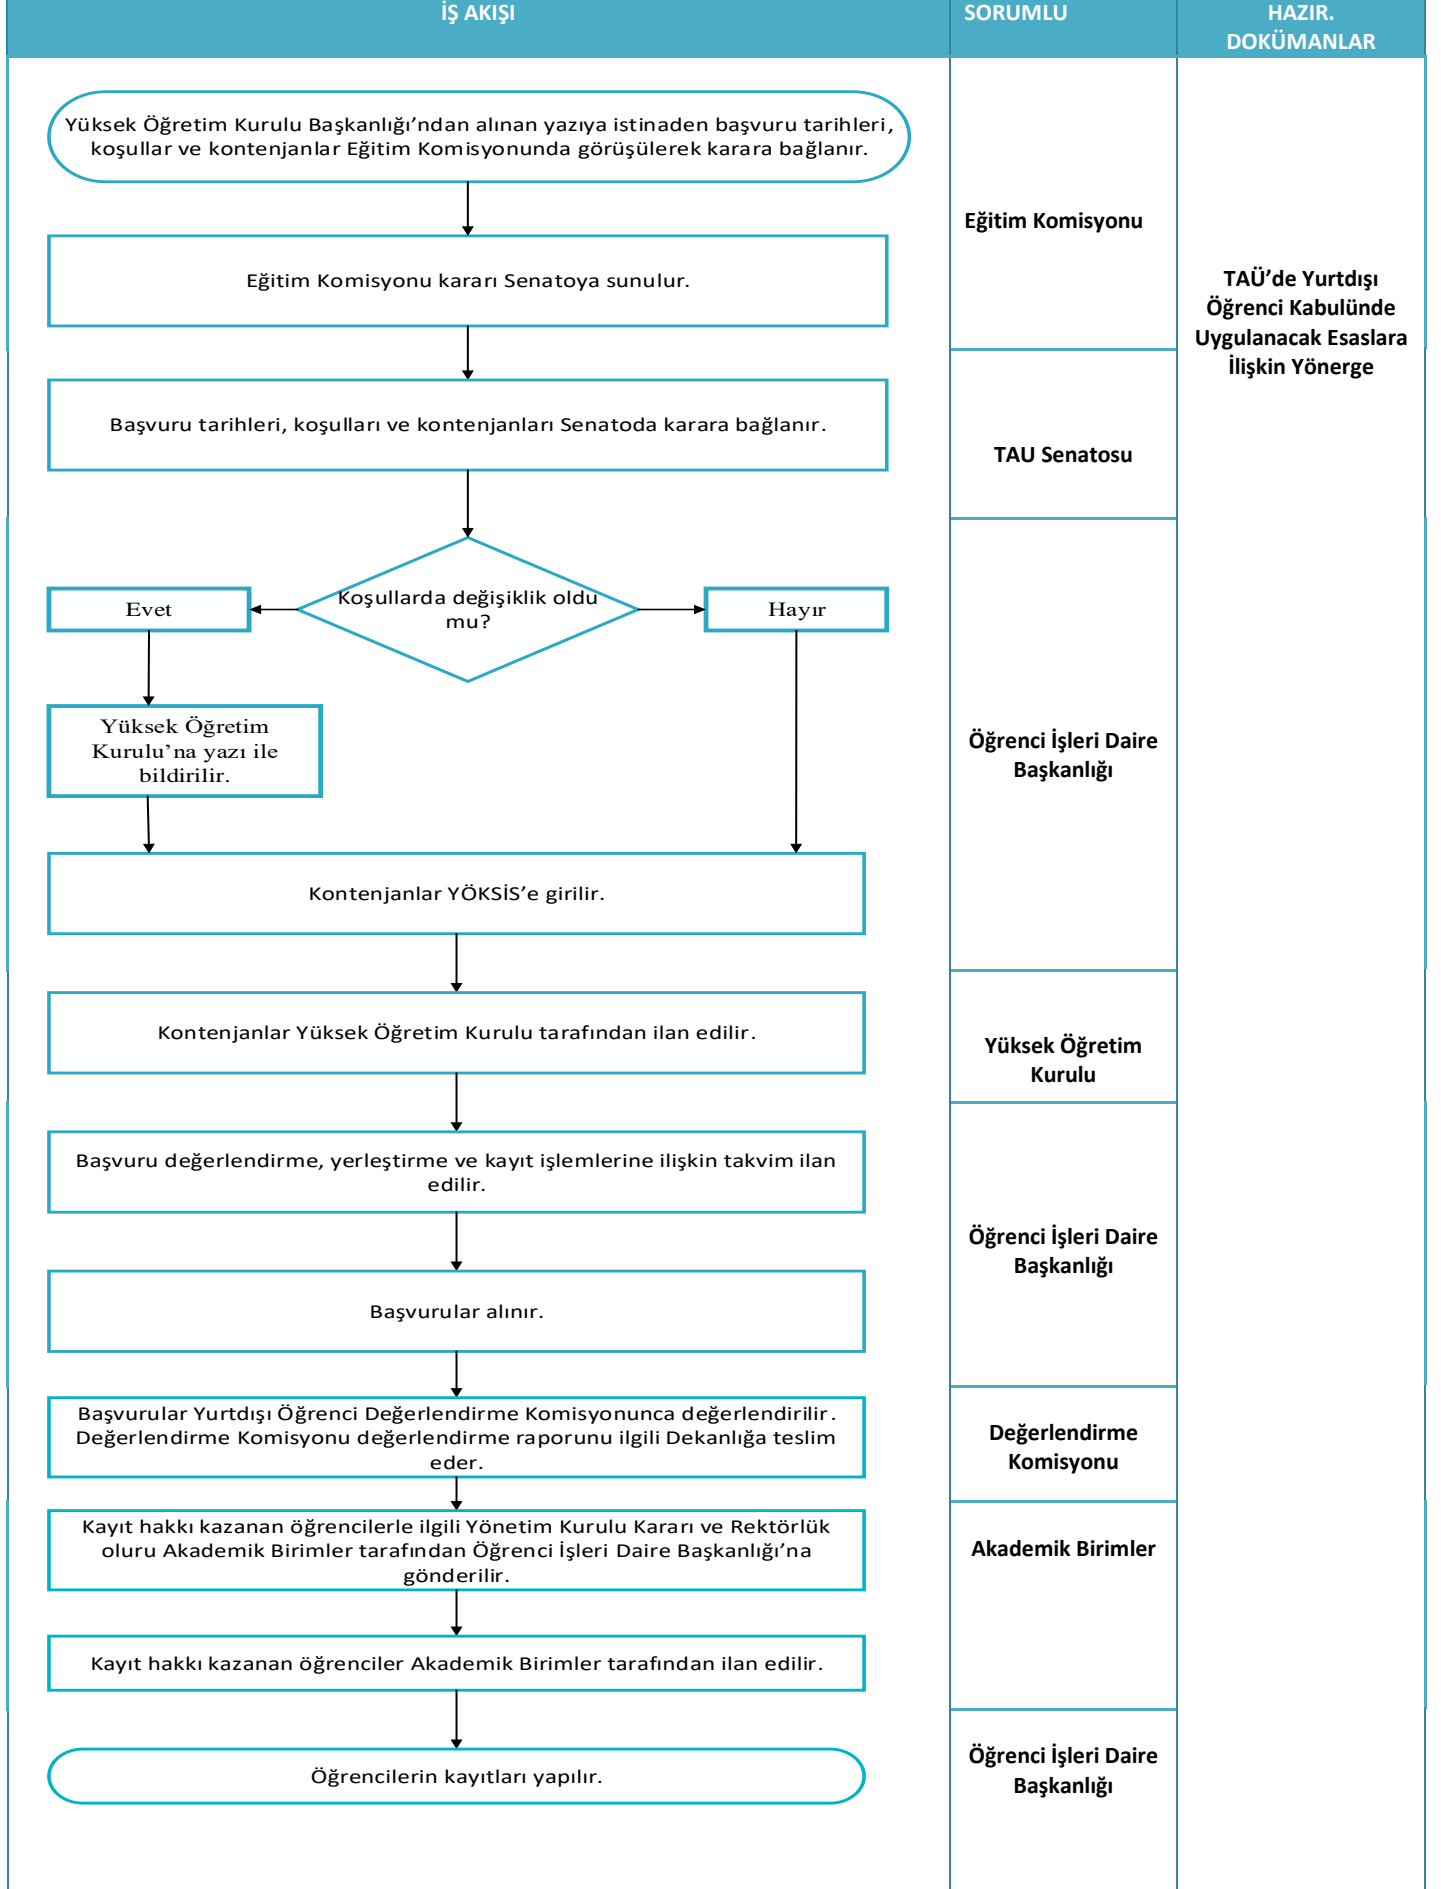 İŞ AKIŞI
SORUMLU
HAZIR.
DOKÜMANLAR
Yüksek Öğretim Kurulu Başkanlığı’ndan alınan yazıya istinaden başvuru tarihleri,
koşullar ve kontenjanlar Eğitim Komisyonunda görüşülerek karara bağlanır.
Eğitim Komisyonu
Eğitim Komisyonu kararı Senatoya sunulur.
TAÜ’de Yurtdışı
Öğrenci Kabulünde
Uygulanacak Esaslara
İlişkin Yönerge
Başvuru tarihleri, koşulları ve kontenjanları Senatoda karara bağlanır.
TAU Senatosu
Koşullarda değişiklik oldu
mu?
Evet
Hayır
Yüksek Öğretim
Kurulu’na yazı ile
bildirilir.
Öğrenci İşleri Daire
Başkanlığı
Kontenjanlar YÖKSİS’e girilir.
Kontenjanlar Yüksek Öğretim Kurulu tarafından ilan edilir.
Yüksek Öğretim
Kurulu
Başvuru değerlendirme, yerleştirme ve kayıt işlemlerine ilişkin takvim ilan
edilir.
Öğrenci İşleri Daire
Başkanlığı
Başvurular alınır.
Başvurular Yurtdışı Öğrenci Değerlendirme Komisyonunca değerlendirilir.
Değerlendirme Komisyonu değerlendirme raporunu ilgili Dekanlığa teslim
eder.
Değerlendirme
Komisyonu
Kayıt hakkı kazanan öğrencilerle ilgili Yönetim Kurulu Kararı ve Rektörlük
oluru Akademik Birimler tarafından Öğrenci İşleri Daire Başkanlığı’na
gönderilir.
Akademik Birimler
Kayıt hakkı kazanan öğrenciler Akademik Birimler tarafından ilan edilir.
Öğrencilerin kayıtları yapılır.
Öğrenci İşleri Daire
Başkanlığı